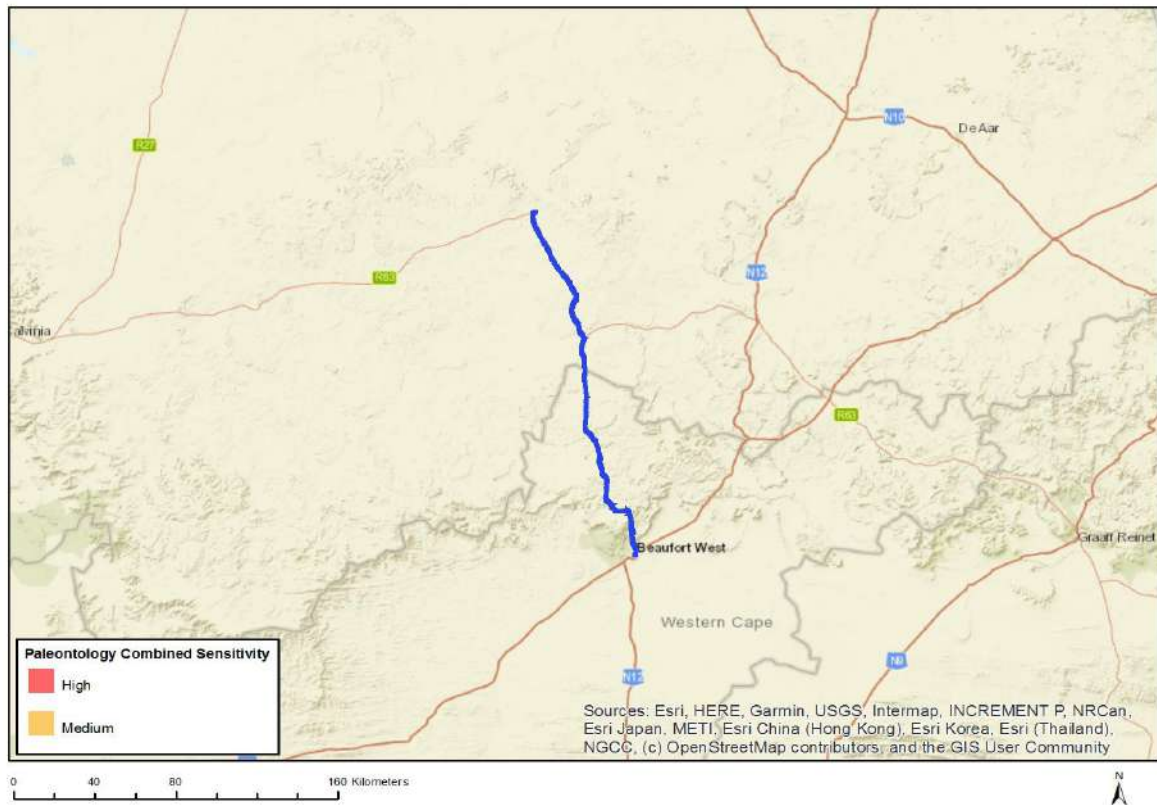 N10
DeAar
R27
N12
R63
alvinia
R63
Beaufort West
Graaff Reinet
Western Cape
N12
N9
Paleontology Combined Sensitivity
High
Medium
Sources: Esri, HERE, Garmin, USGS, Intermap, INCREMENT P, NRCan,
Esri Japan, METI, Esri China (Hong Kong), Esri Korea, Esri (Thailand),
NGCC, (c) OpenStreetMap contributors, and the GIS User Community
0 40 80 160 Kilometers
N